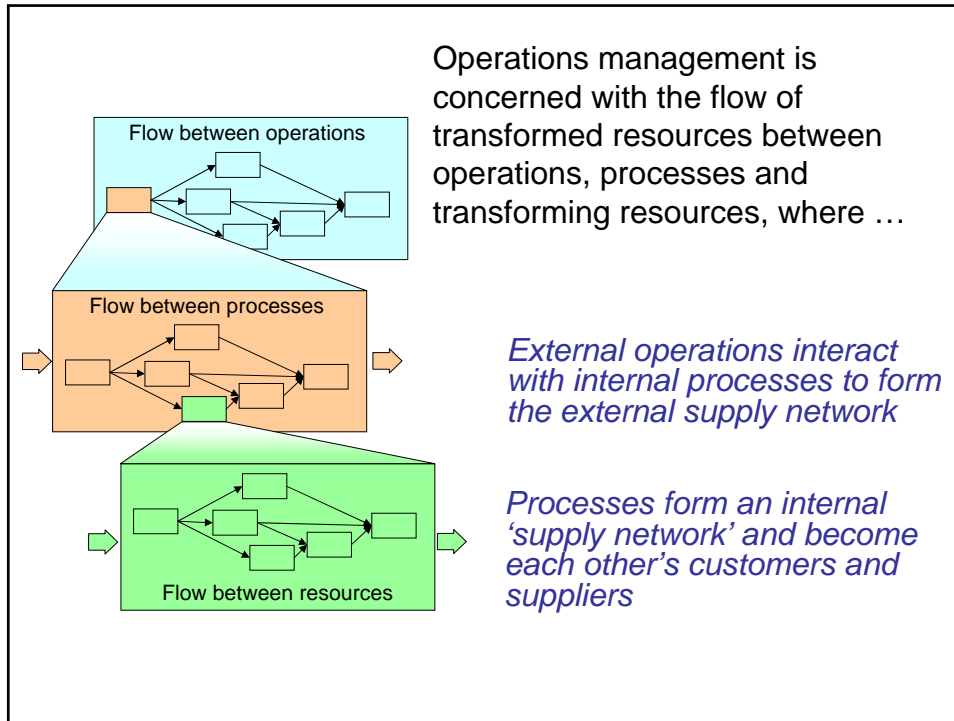 Operations management is
concerned with the flow of
transformed resources between
operations, processes and
transforming resources, where …
Flow between operations
Flow between processes
External operations interact
with internal processes to form
the external supply network
Processes form an internal
‘supply network’ and become
each other’s customers and
suppliers
Flow between resources